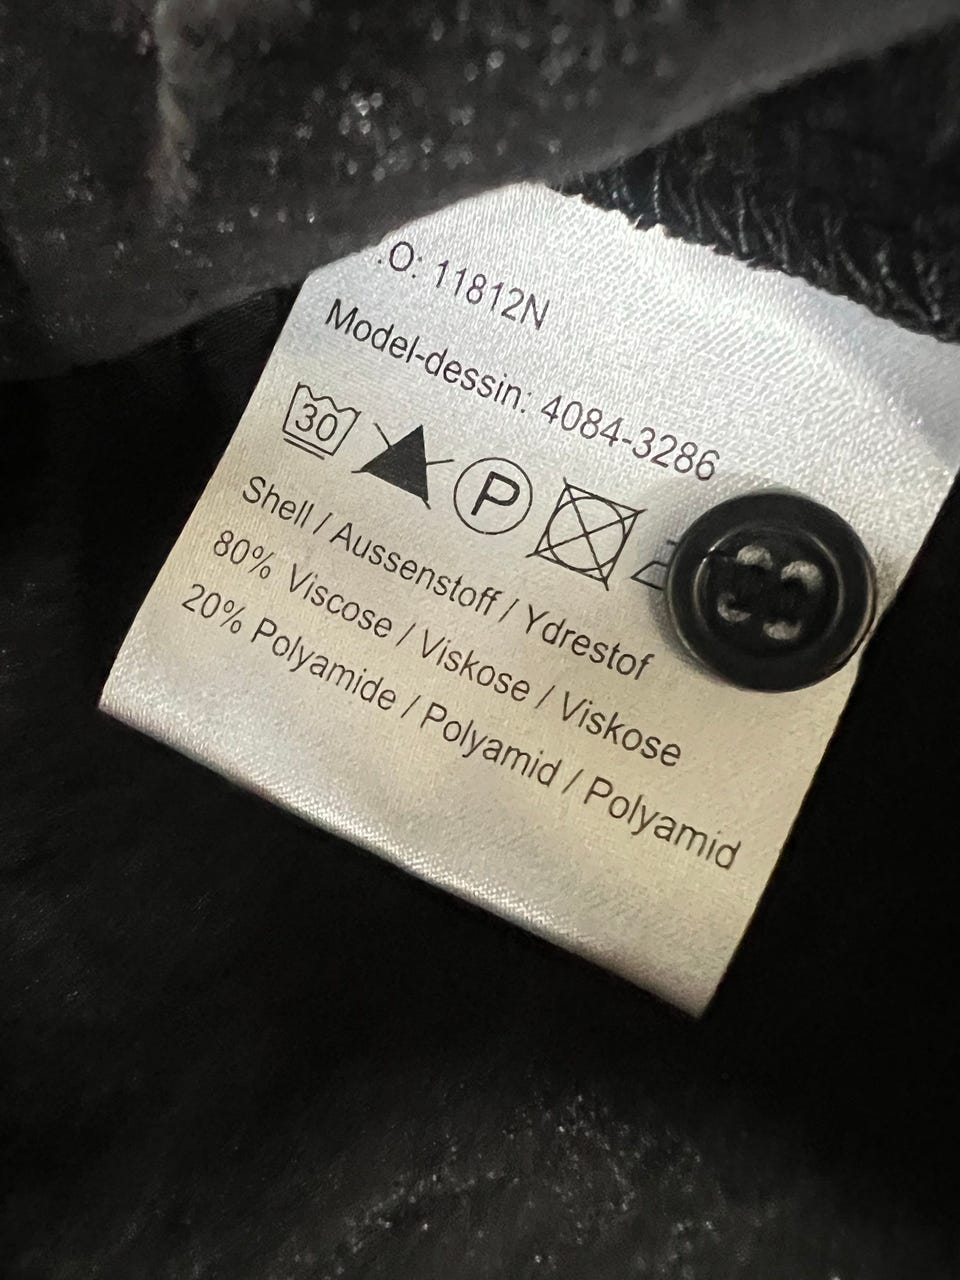 .O: 11812N
Model-dessin: 4084-3286
30 P
Shell / Aussenstoff / Ydrestof
80% Viscose / Viskose / Viskose
20% Polyamide / Polyamid / Polyamid